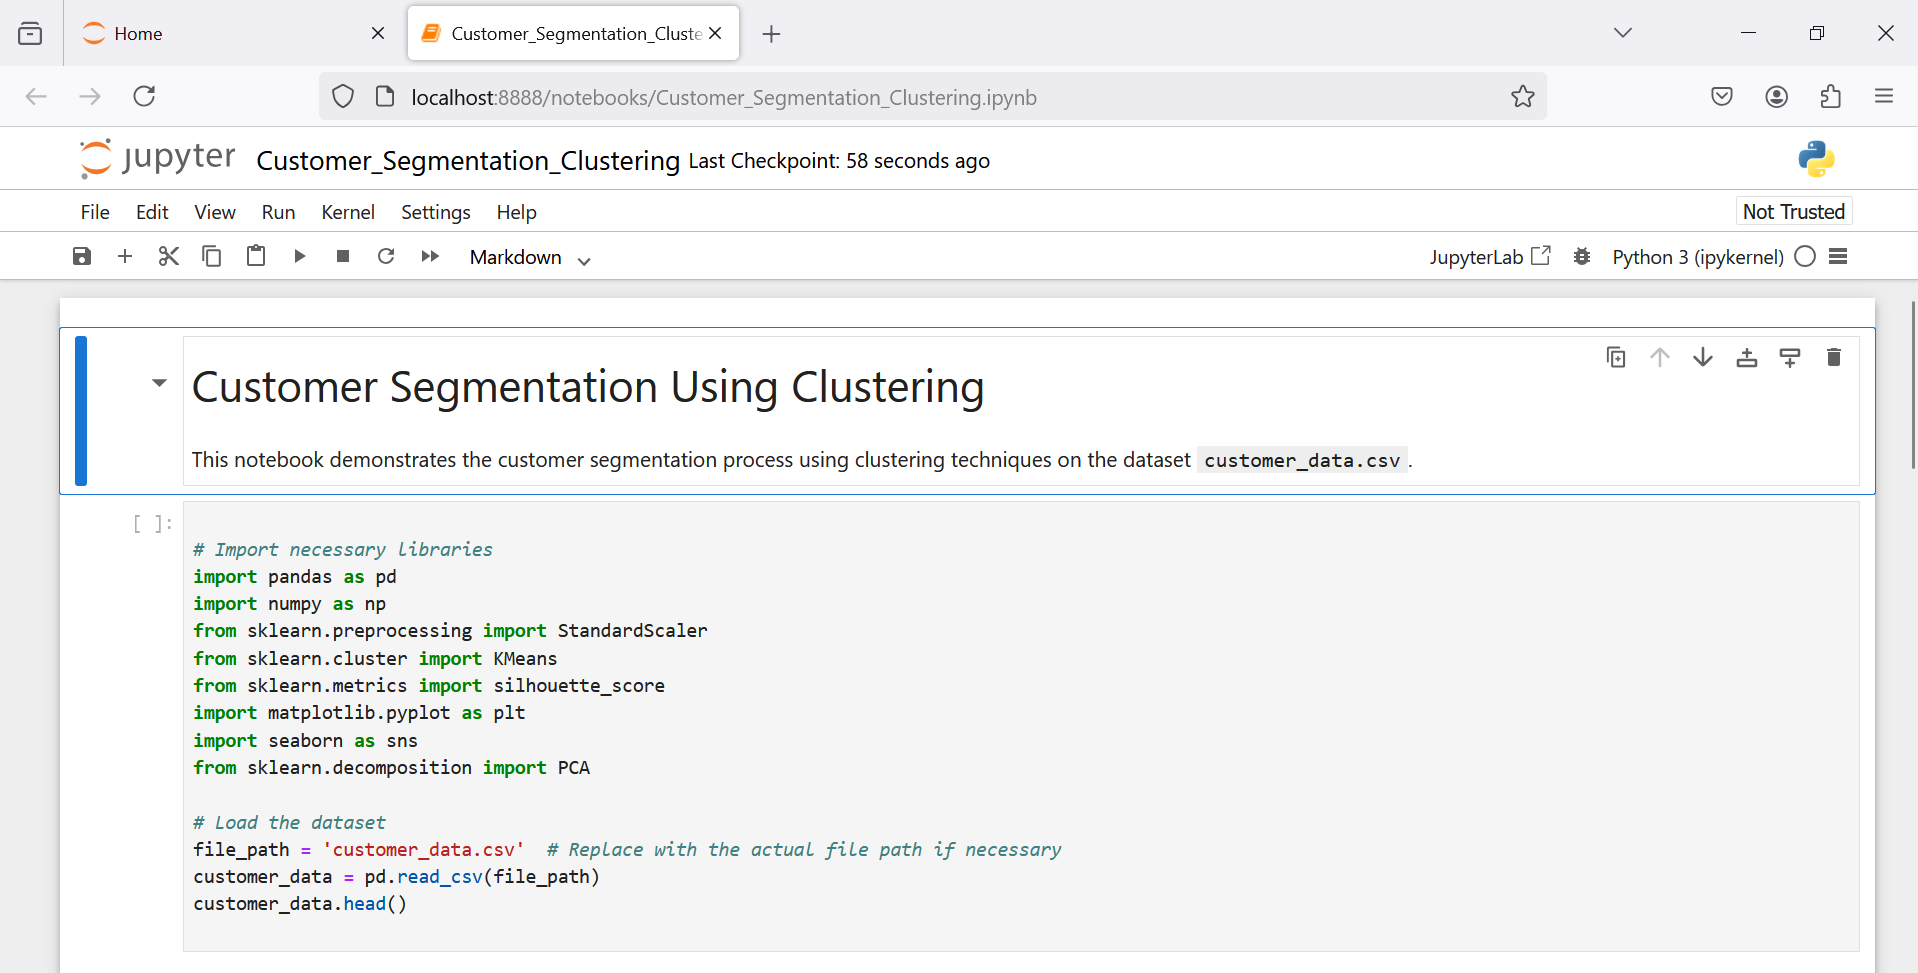 Home
Customer_Segmentation_Cluste
localhost:8888/notebooks/Customer_Segmentation_Clustering.ipynb
jupyter Customer_Segmentation_Clustering Last Checkpoint: 58 seconds ago
File Edit View Run Kernel Settings Help Not Trusted
Markdown JupyterLab Python 3 (ipykernel)
Customer Segmentation Using Clustering
This notebook demonstrates the customer segmentation process using clustering techniques on the dataset customer_data.csv.
[ ]:
# Import necessary libraries
import pandas as pd
import numpy as np
from sklearn.preprocessing import StandardScaler
from sklearn.cluster import KMeans
from sklearn.metrics import silhouette_score
import matplotlib.pyplot as plt
import seaborn as sns
from sklearn.decomposition import PCA
# Load the dataset
file_path = 'customer_data.csv'  # Replace with the actual file path if necessary
customer_data = pd.read_csv(file_path)
customer_data.head()